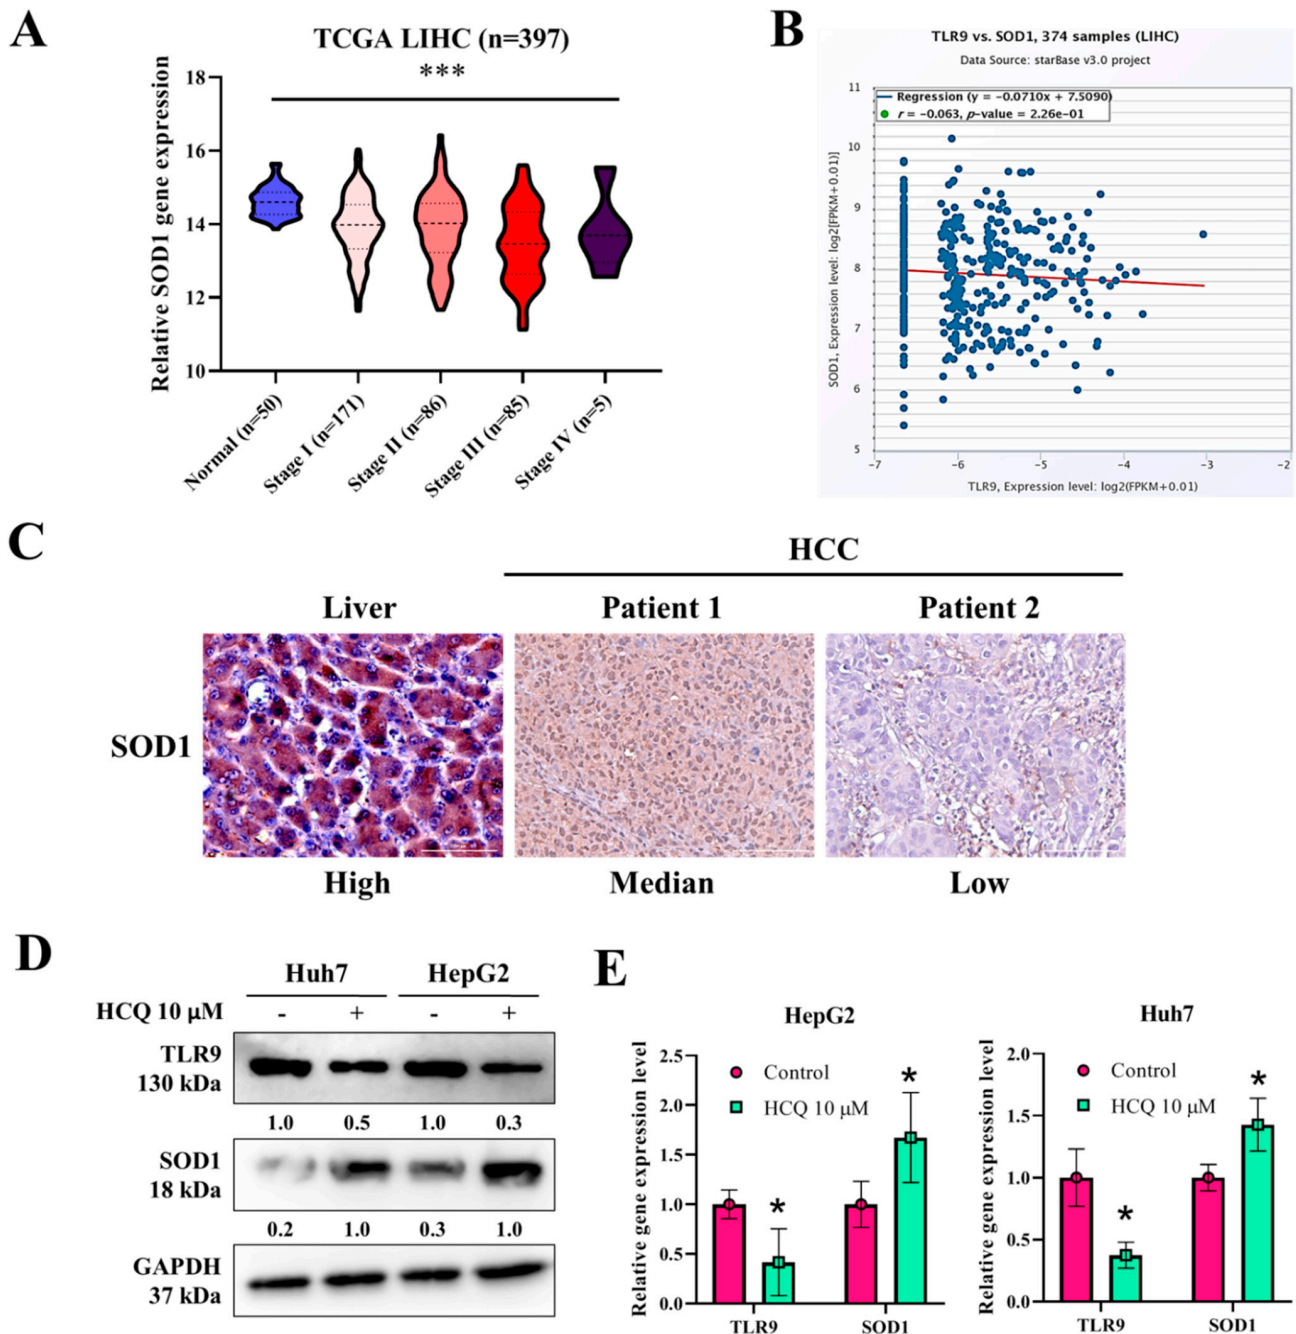 A
TCGA LIHC (n=397)
***
Relative SOD1 gene expression
18
16
14
12
10
Normal (n=50)
Stage I (n=171)
Stage II (n=86)
Stage III (n=85)
Stage IV (n=5)
B
TLR9 vs. SOD1, 374 samples (LIHC)
Data Source: starBase v3.0 project
Regression (y = −0.0710x + 7.5090)
r = −0.063, p-value = 2.26e−01
SOD1, Expression level: log2[FPKM+0.01)]
11
10
9
8
7
6
5
-7
-6
-5
-4
-3
-2
TLR9, Expression level: log2(FPKM+0.01)
C
HCC
Liver
Patient 1
Patient 2
SOD1
High
Median
Low
D
Huh7
HepG2
HCQ 10 μM
- + - +
TLR9
130 kDa
1.0 0.5 1.0 0.3
SOD1
18 kDa
0.2 1.0 0.3 1.0
GAPDH
37 kDa
E
HepG2
Relative gene expression level
2.5
2.0
1.5
1.0
0.5
0.0
Control
HCQ 10 μM
*
*
TLR9
SOD1
Huh7
Relative gene expression level
2.0
1.5
1.0
0.5
0.0
Control
HCQ 10 μM
*
*
TLR9
SOD1